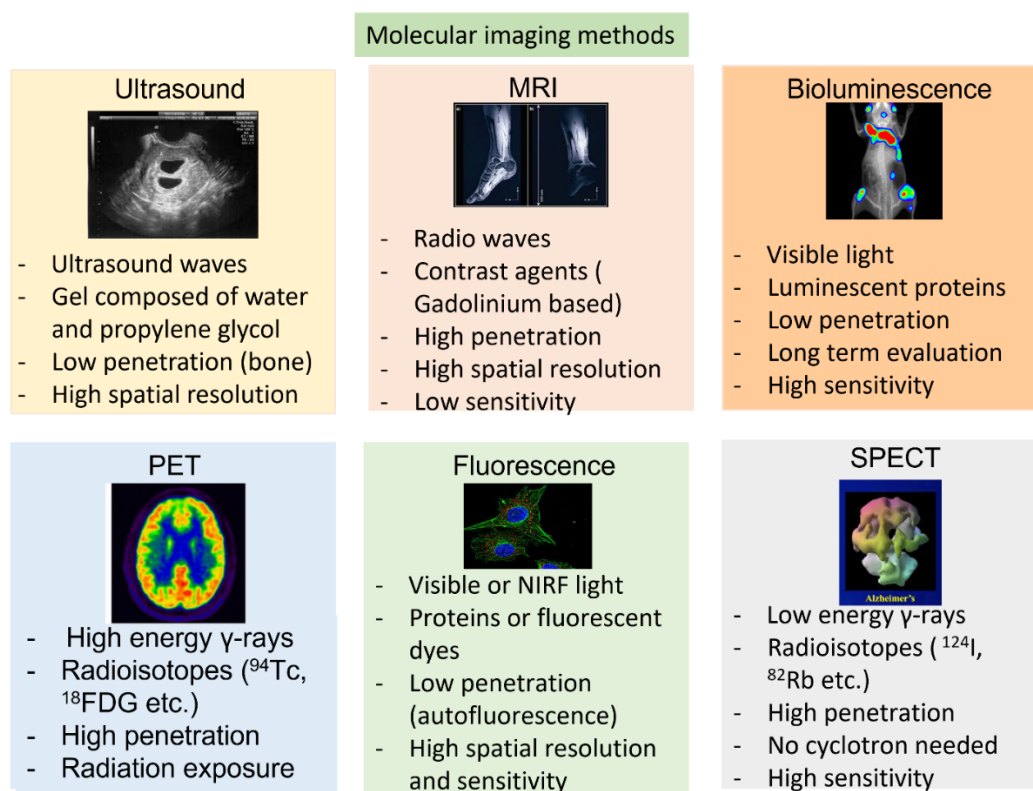 Molecular imaging methods
Ultrasound
- Ultrasound waves
- Gel composed of water
and propylene glycol
- Low penetration (bone)
- High spatial resolution
MRI
- Radio waves
- Contrast agents (
Gadolinium based)
- High penetration
- High spatial resolution
- Low sensitivity
Bioluminescence
- Visible light
- Luminescent proteins
- Low penetration
- Long term evaluation
- High sensitivity
PET
- High energy γ-rays
- Radioisotopes (⁹⁴Tc,
¹⁸FDG etc.)
- High penetration
- Radiation exposure
Fluorescence
- Visible or NIRF light
- Proteins or fluorescent
dyes
- Low penetration
(autofluorescence)
- High spatial resolution
and sensitivity
SPECT
Alzheimer's
- Low energy γ-rays
- Radioisotopes ( ¹²⁴I,
⁸²Rb etc.)
- High penetration
- No cyclotron needed
- High sensitivity